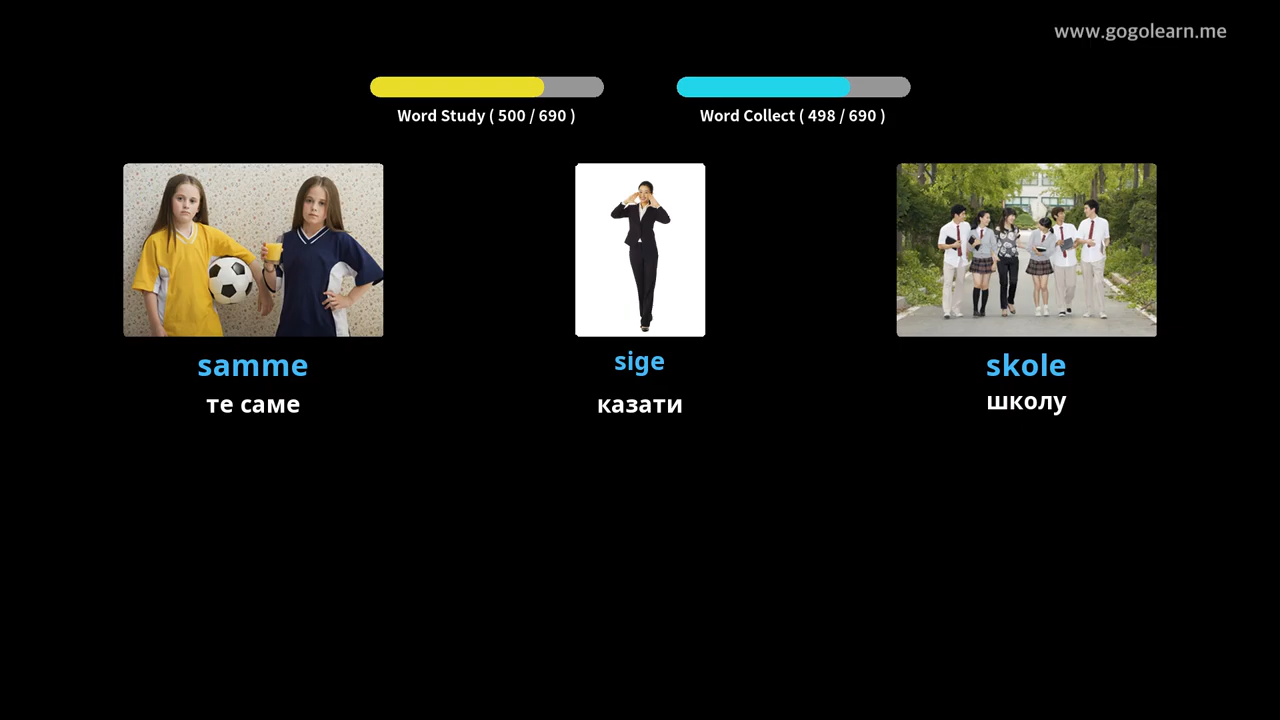 www.gogolearn.me
Word Study ( 500 / 690 )
Word Collect ( 498 / 690 )
samme
sige
skole
те саме
казати
школу